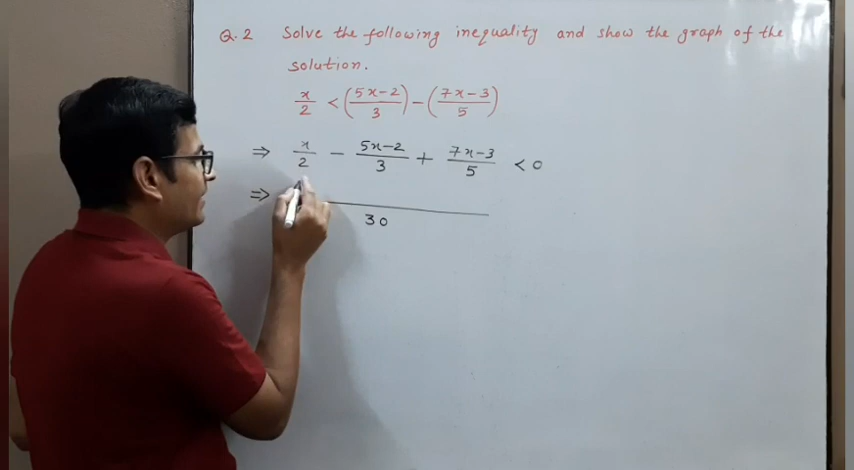 Q.2 Solve the following inequality and show the graph of the
solution.
x/2 < ((5x-2)/3) - ((7x-3)/5)
⇒ x/2 - (5x-2)/3 + (7x-3)/5 < 0
⇒ /30